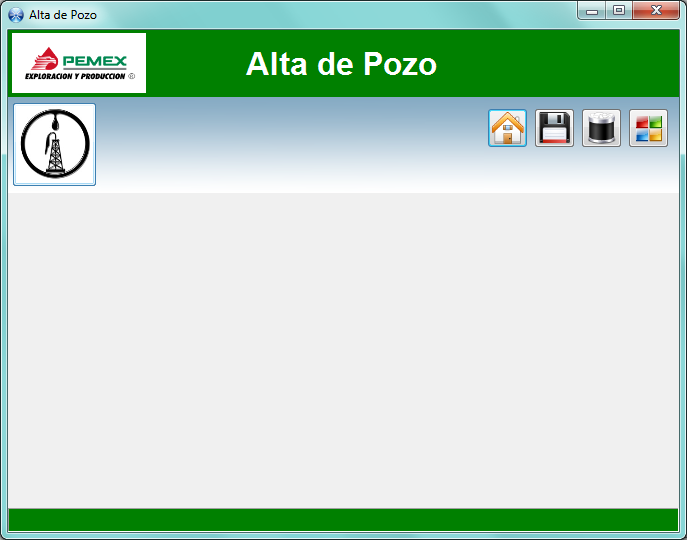 Alta de Pozo
PEMEX
EXPLORACION Y PRODUCCION ®
Alta de Pozo